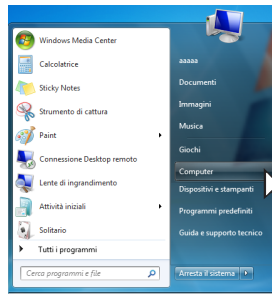 Windows Media Center
Calcolatrice
Sticky Notes
Strumento di cattura
Paint
Connessione Desktop remoto
Lente di ingrandimento
Attività iniziali
Solitario
Tutti i programmi
Cerca programmi e file
aaaaa
Documenti
Immagini
Musica
Giochi
Computer
Dispositivi e stampanti
Programmi predefiniti
Guida e supporto tecnico
Arresta il sistema